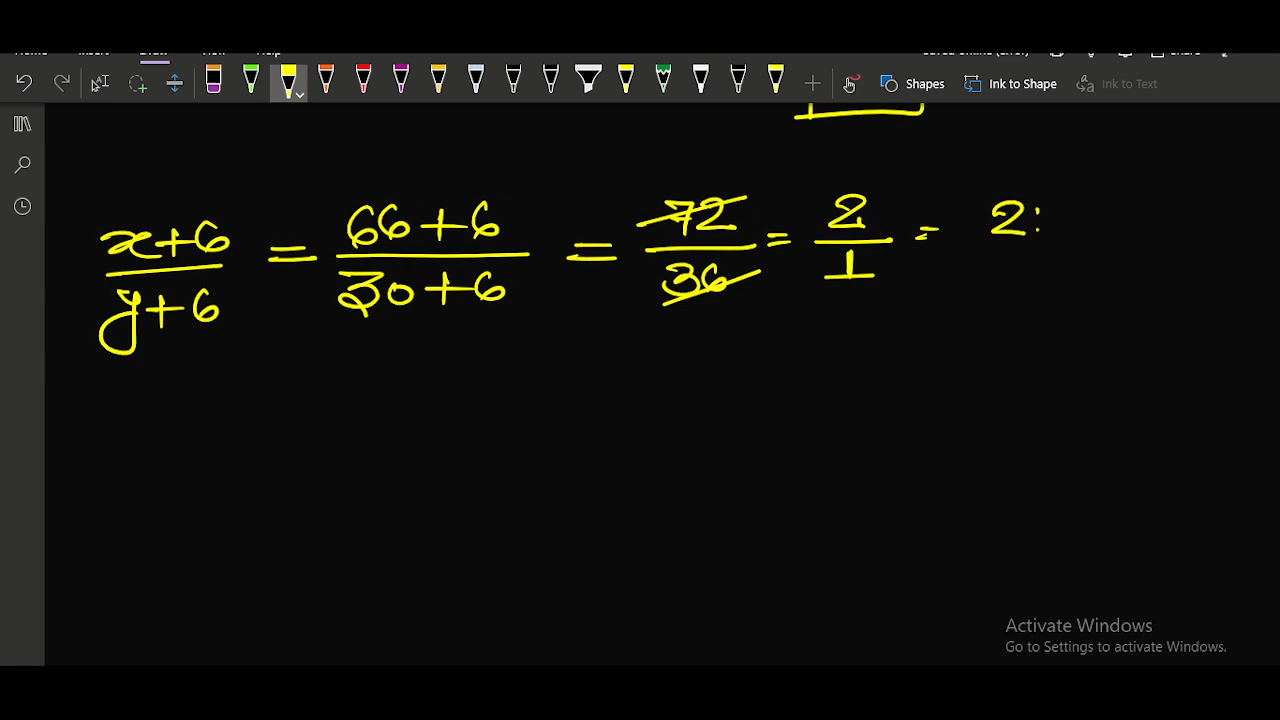 Shapes Ink to Shape Ink to Text
x+6/y+6 = 66+6/30+6 = 72/36 = 2/1 = 2:
Activate Windows
Go to Settings to activate Windows.